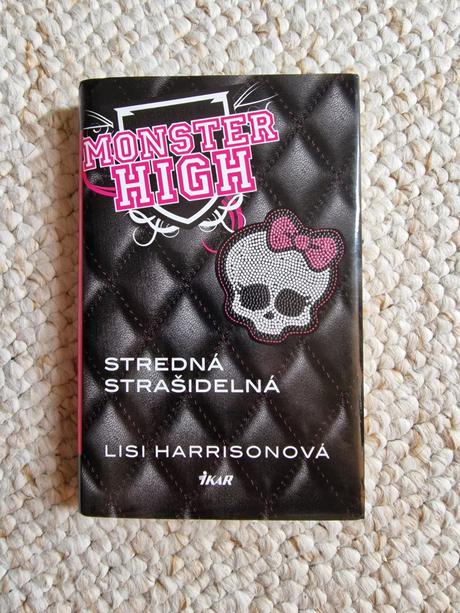 MONSTER
HIGH
STREDNÁ
STRAŠIDELNÁ
LISI HARRISONOVÁ
IKAR